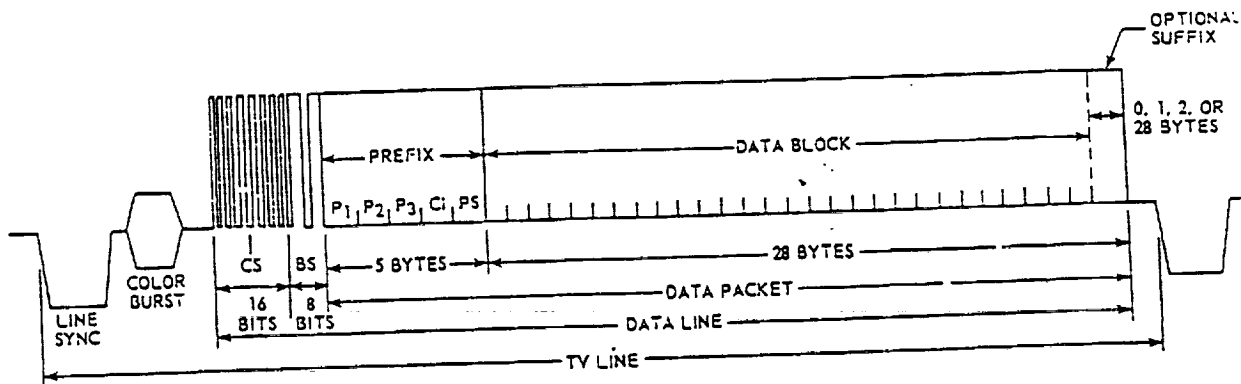 OPTIONAL
SUFFIX
0, 1, 2, OR
28 BYTES
PREFIX
DATA BLOCK
P1 P2 P3 Ci PS
CS
BS
5 BYTES
28 BYTES
COLOR
BURST
16
BITS
8
BITS
DATA PACKET
LINE
SYNC
DATA LINE
TV LINE